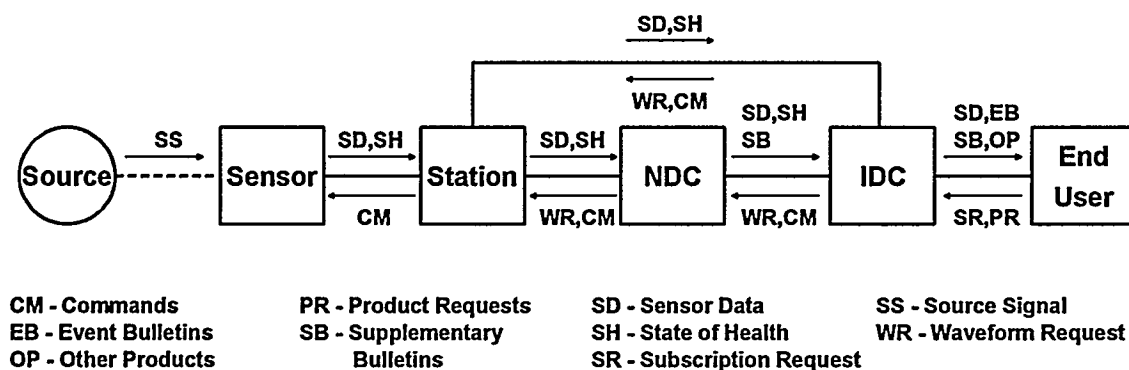 SD,SH
WR,CM
SS
SD,SH
SD,SH
SD,SH
SB
SD,EB
SB,OP
Source
Sensor
Station
NDC
IDC
End
User
CM
WR,CM
WR,CM
SR,PR
CM - Commands
EB - Event Bulletins
OP - Other Products
PR - Product Requests
SB - Supplementary
Bulletins
SD - Sensor Data
SH - State of Health
SR - Subscription Request
SS - Source Signal
WR - Waveform Request